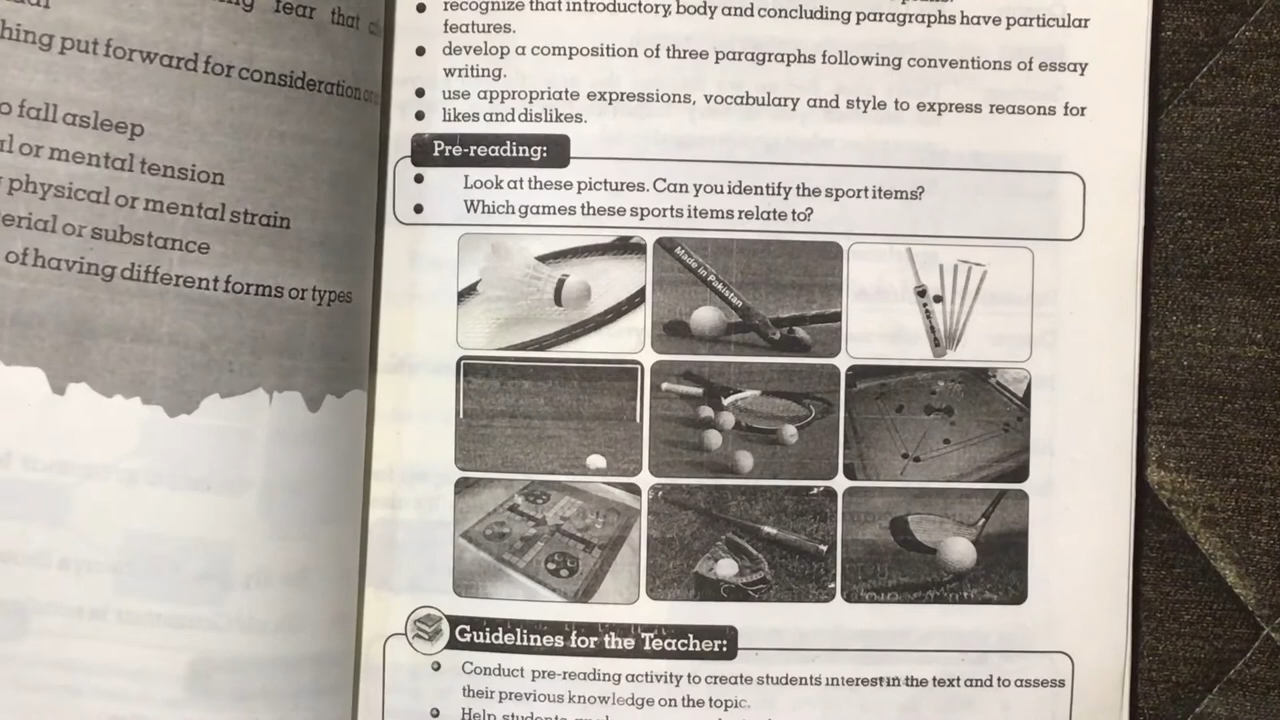 fear that
hing put forward for consideration
o fall asleep
al or mental tension
physical or mental strain
erial or substance
of having different forms or types
recognize that introductory, body and concluding paragraphs have particular
features.
develop a composition of three paragraphs following conventions of essay
writing.
use appropriate expressions, vocabulary and style to express reasons for
likes and dislikes.
Pre-reading:
Look at these pictures. Can you identify the sport items?
Which games these sports items relate to?
Made in Pakistan
Guidelines for the Teacher:
Conduct pre-reading activity to create students interest in the text and to assess
their previous knowledge on the topic.
Help